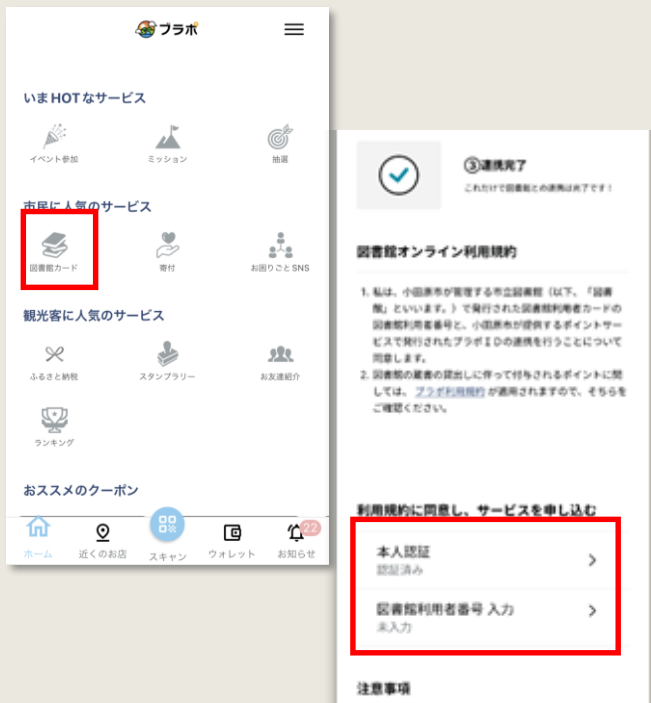 ブラポ
いまHOTなサービス
イベント参加
ミッション
抽選
市民に人気のサービス
図書館カード
寄付
お困りごとSNS
観光客に人気のサービス
ふるさと納税
スタンプラリー
お友達紹介
ランキング
おススメのクーポン
22
ホーム
近くのお店
スキャン
ウォレット
お知らせ
③連携完了
これだけで図書館との連携は完了です！
図書館オンライン利用規約
1. 私は、小田原市が管理する市立図書館（以下、「図書
館」といいます。）で発行された図書館利用者カードの
図書館利用者番号と、小田原市が提供するポイントサー
ビスで発行されたブラポＩＤの連携を行うことについて
同意します。
2. 図書館の蔵書の貸出しに伴って付与されるポイントに関
しては、ブラポ利用規約 が適用されますので、そちらを
ご確認ください。
利用規約に同意し、サービスを申し込む
本人認証
認証済み
図書館利用者番号 入力
未入力
注意事項